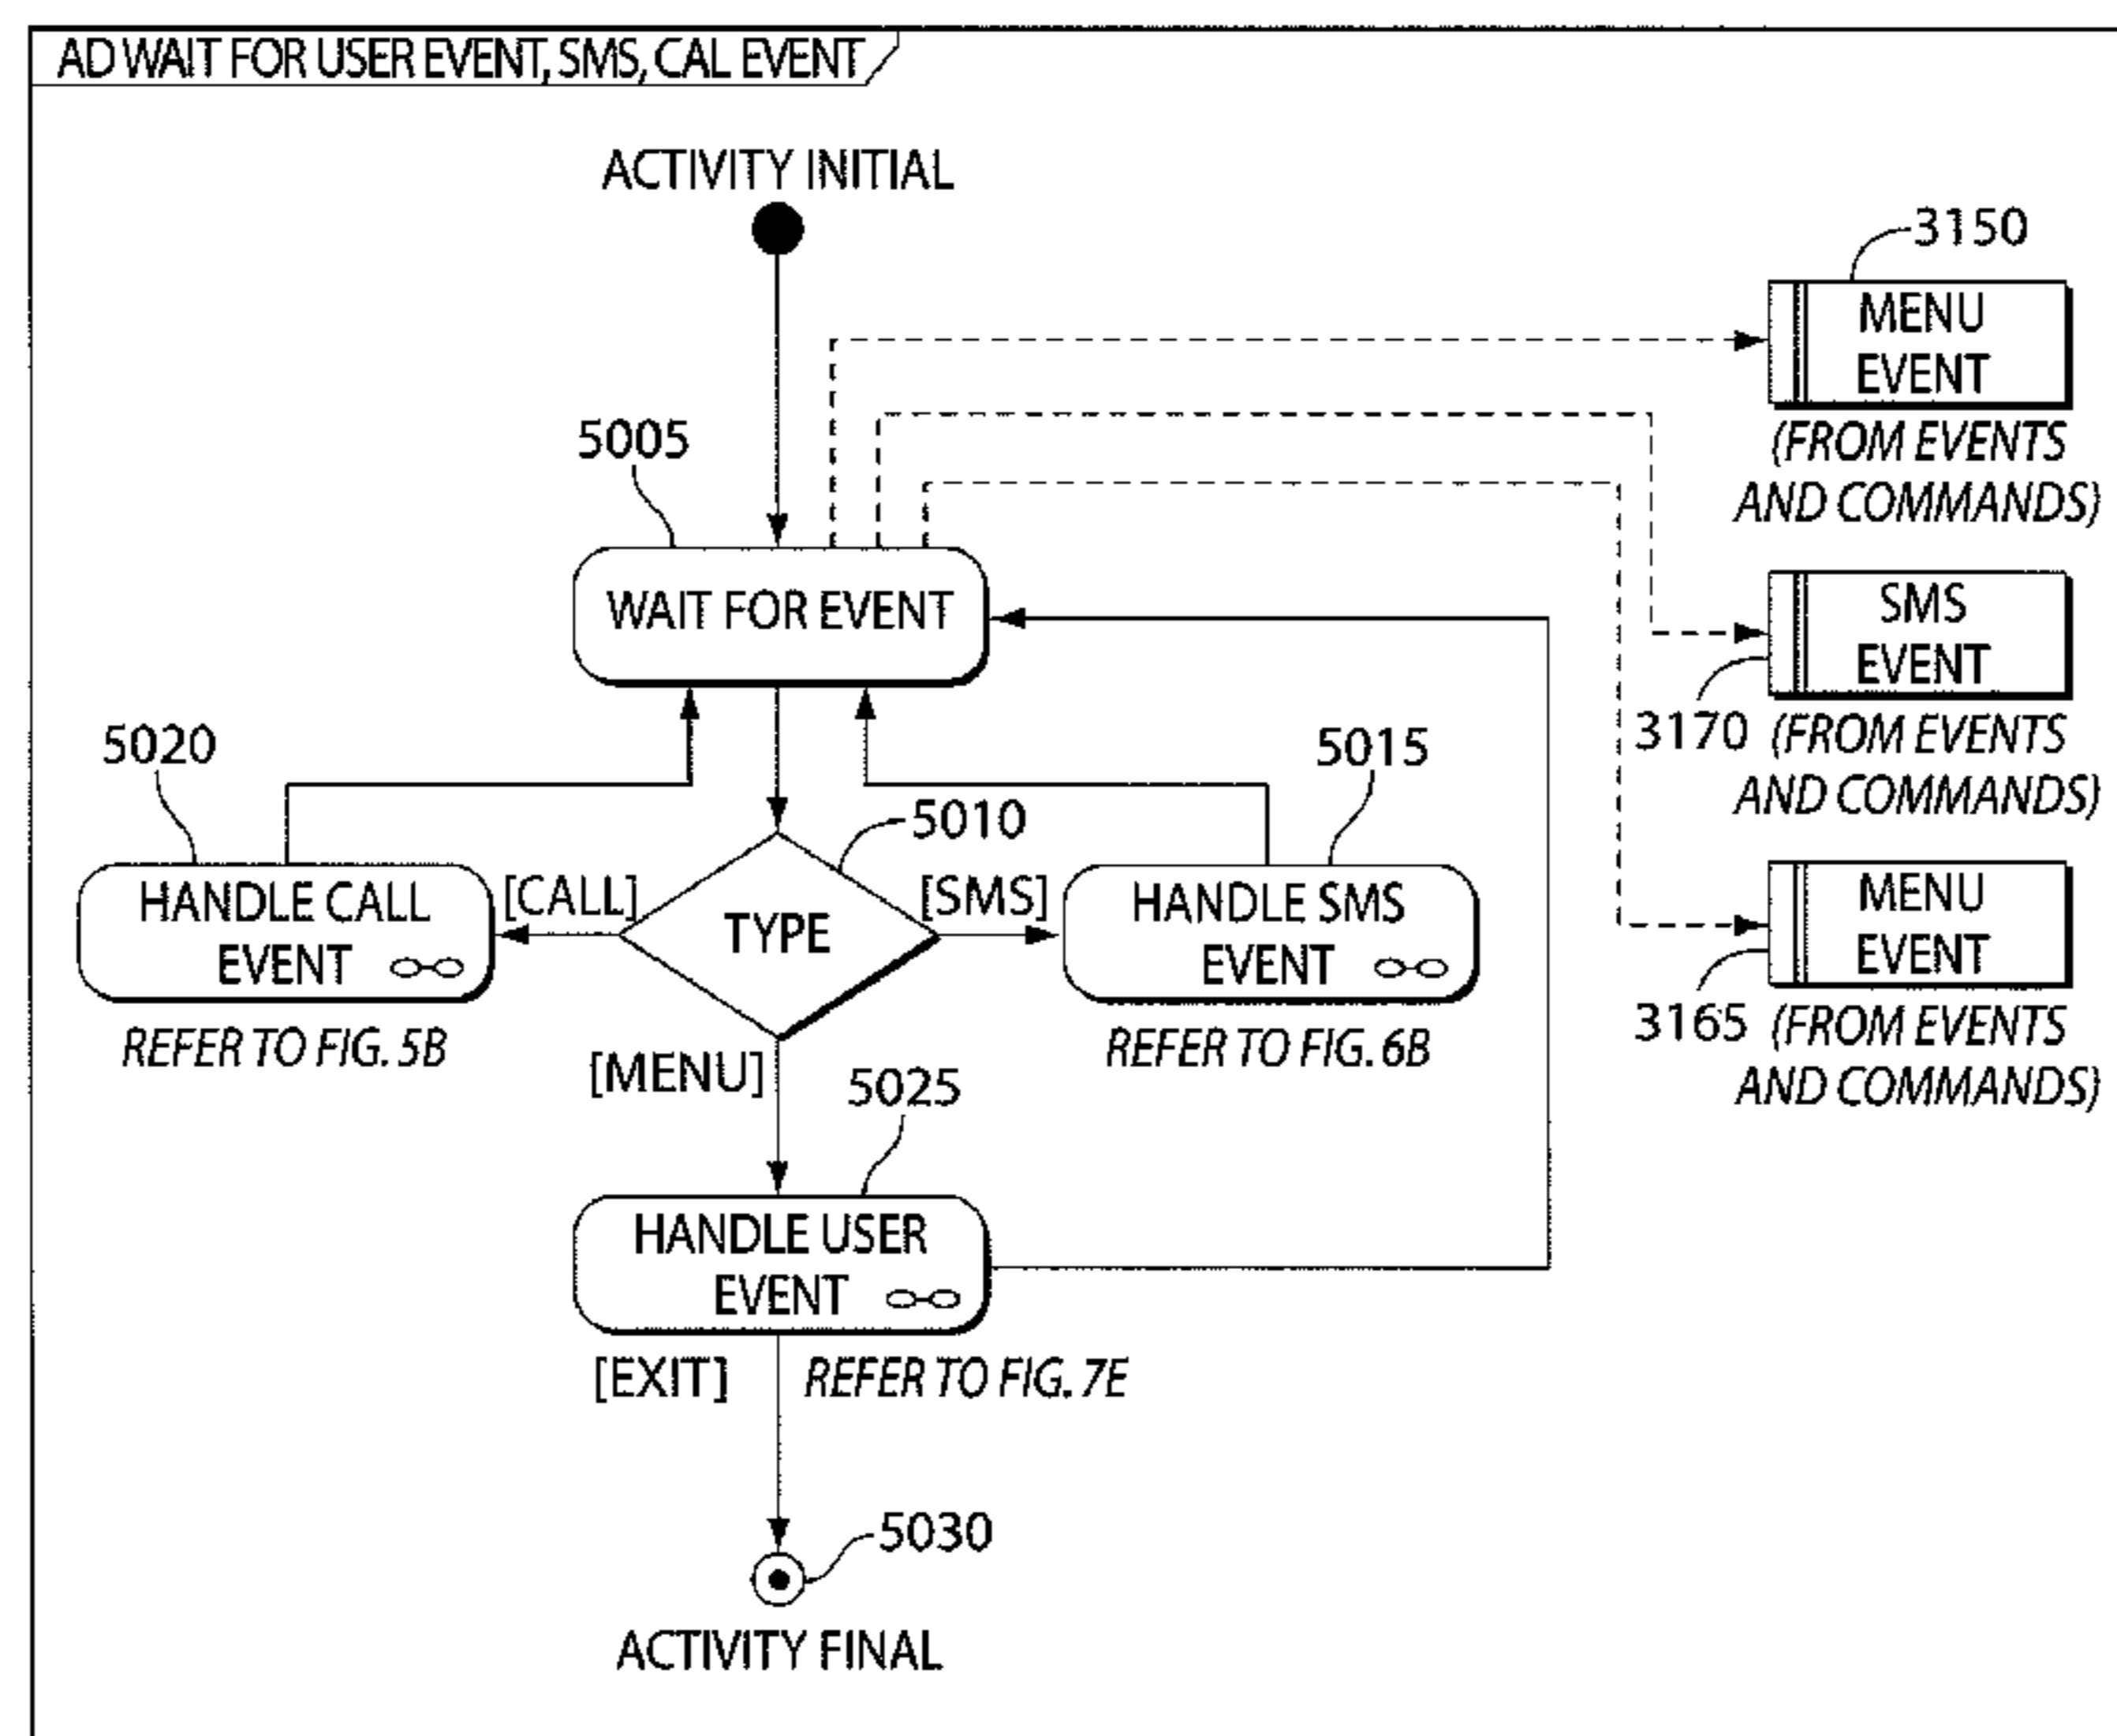 AD WAIT FOR USER EVENT, SMS, CAL EVENT
ACTIVITY INITIAL
3150
MENU
EVENT
(FROM EVENTS
AND COMMANDS)
5005
WAIT FOR EVENT
SMS
EVENT
3170
(FROM EVENTS
AND COMMANDS)
5020
5015
5010
HANDLE CALL
EVENT
[CALL]
TYPE
[SMS]
HANDLE SMS
EVENT
MENU
EVENT
3165
(FROM EVENTS
AND COMMANDS)
REFER TO FIG. 5B
REFER TO FIG. 6B
[MENU]
5025
HANDLE USER
EVENT
[EXIT]
REFER TO FIG. 7E
5030
ACTIVITY FINAL